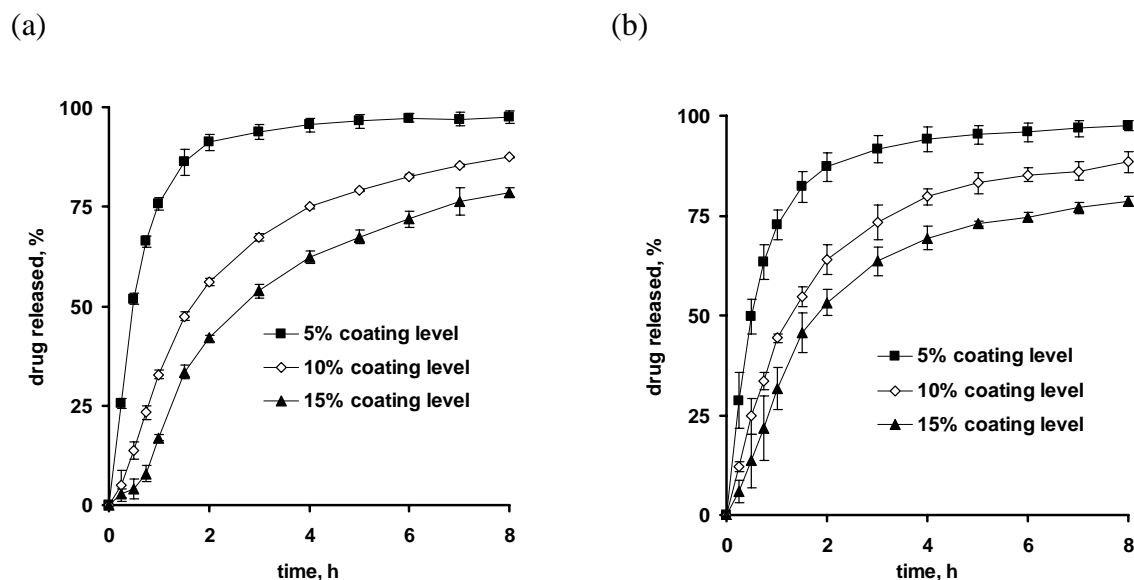 (a)
100
75
50
25
0
drug released, %
5% coating level
10% coating level
15% coating level
0 2 4 6 8
time, h
(b)
100
75
50
25
0
drug released, %
5% coating level
10% coating level
15% coating level
0 2 4 6 8
time, h